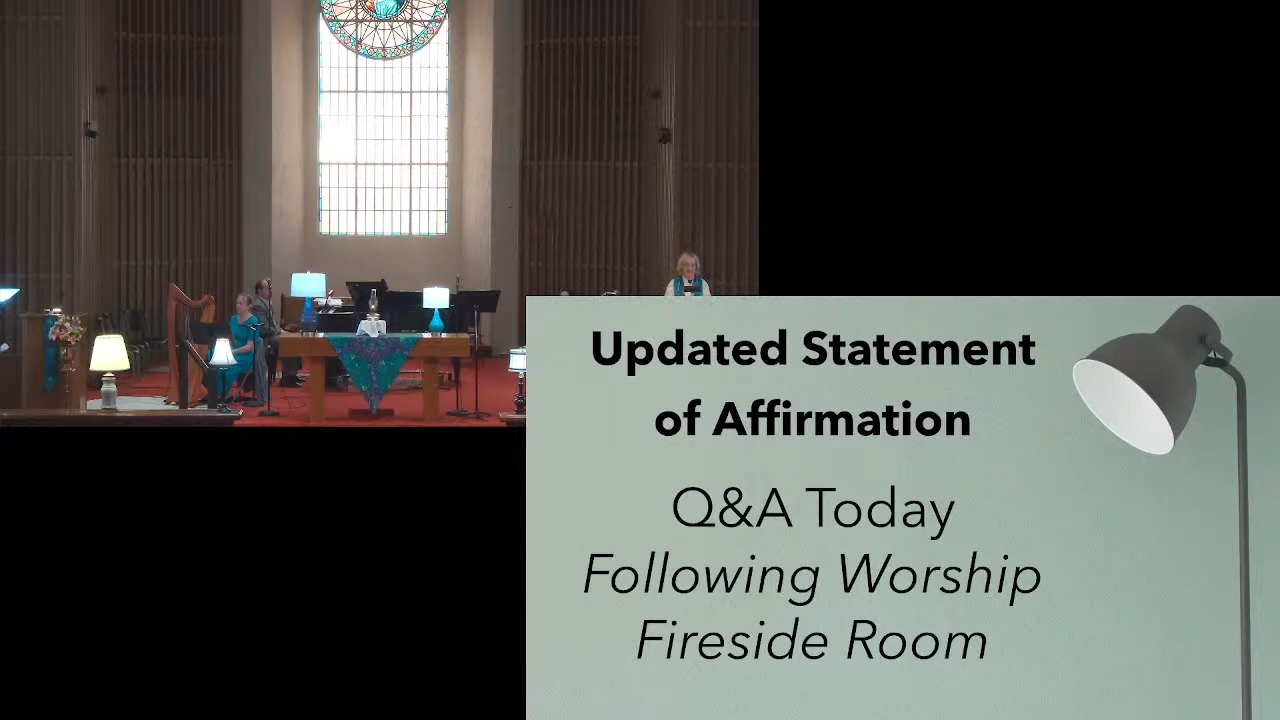 Updated Statement
of Affirmation
Q&A Today
Following Worship
Fireside Room